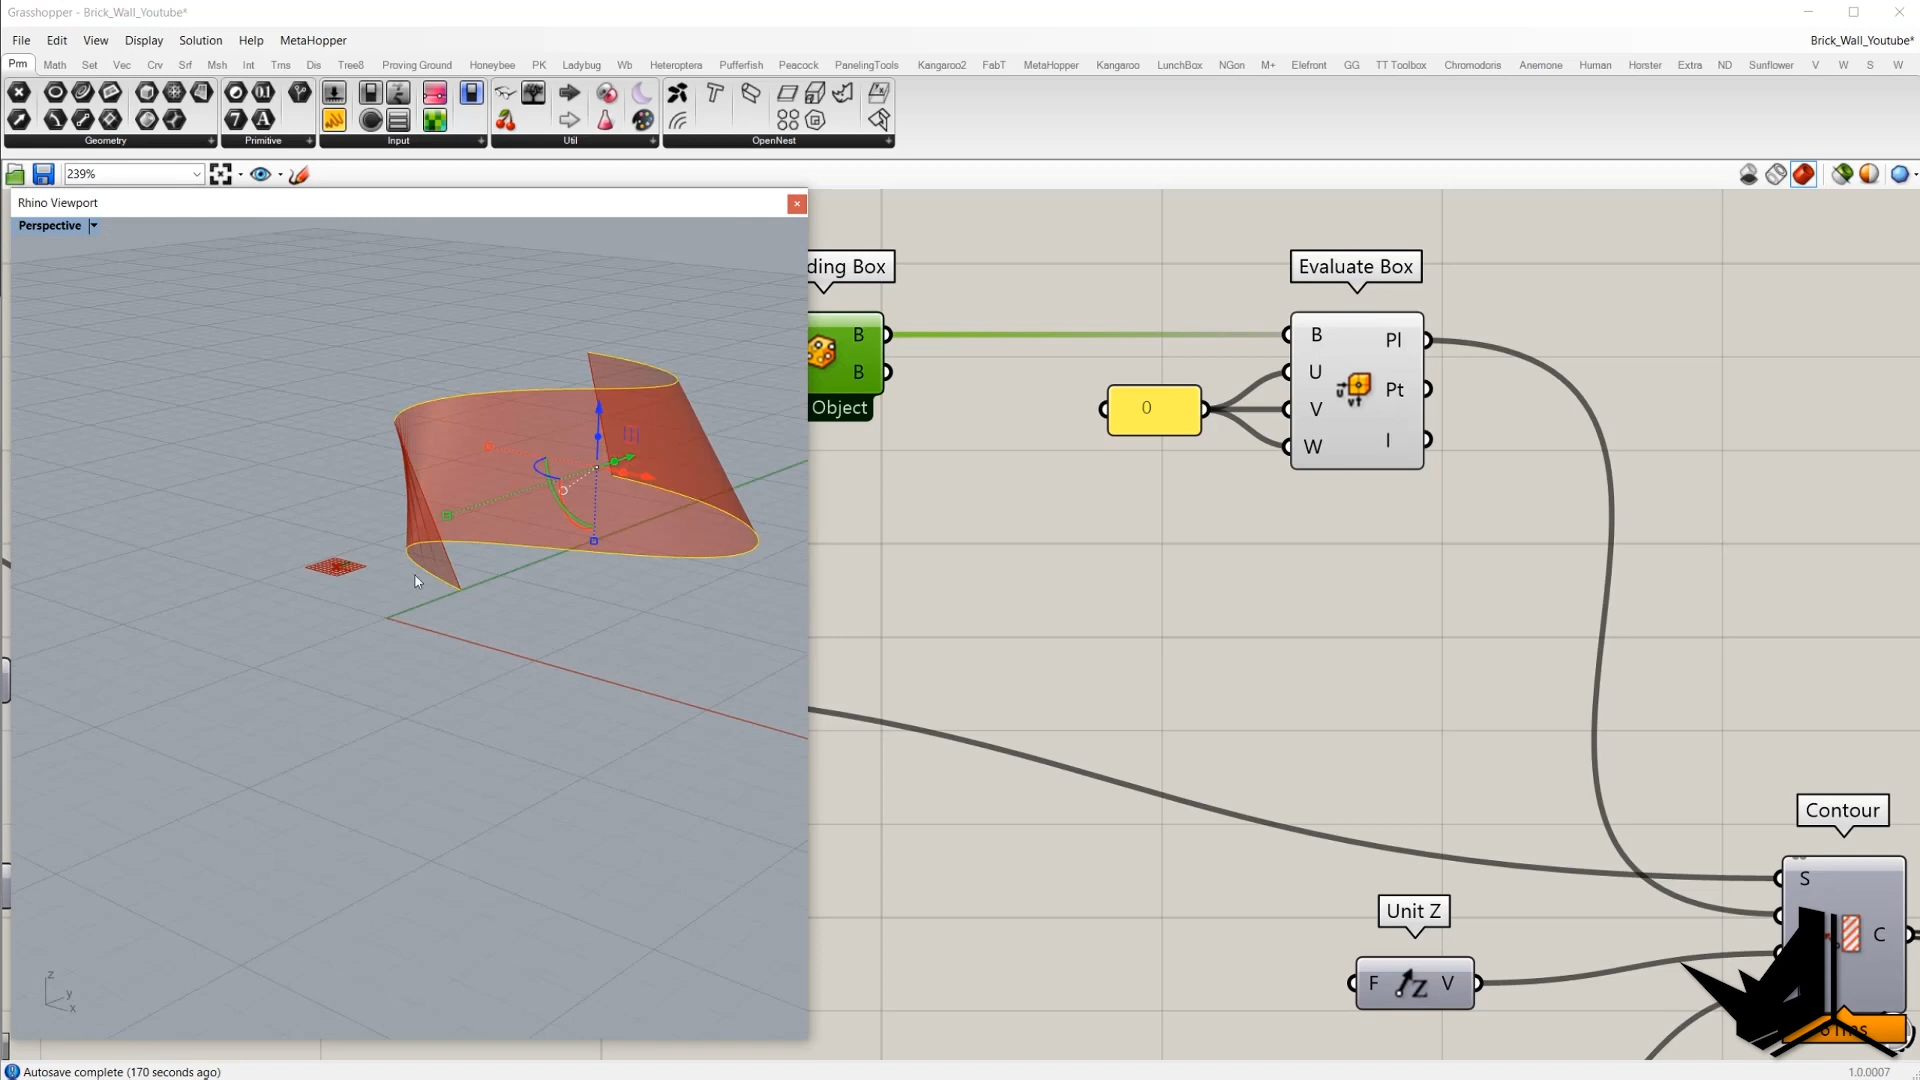 Grasshopper - Brick_Wall_Youtube*
File Edit View Display Solution Help MetaHopper Brick_Wall_Youtube*
Prm Math Set Vec Crv Srf Msh Int Trns Dis Tree8 Proving Ground Honeybee PK Ladybug Wb Heteroptera Pufferfish Peacock PanelingTools Kangaroo2 FabT MetaHopper Kangaroo LunchBox NGon M+ Elefront GG TT Toolbox Chromodoris Anemone Human Horster Extra ND Sunflower V W S W
Geometry Primitive Input Util OpenNest
239%
Rhino Viewport
Perspective
ding Box
Evaluate Box
B
B
Object
B Pl
U
V Pt
W I
0
Contour
S
C
Unit Z
F Z V
z
y
x
Autosave complete (170 seconds ago)
1.0.0007